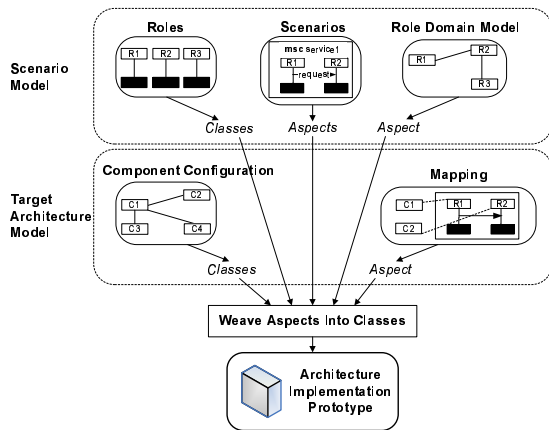 Roles
Scenarios
Role Domain Model
Scenario
Model
R1 R2 R3
msc service1
R1 R2
request
R1 R2
R3
Classes
Aspects
Aspect
Target
Architecture
Model
Component Configuration
Mapping
C1 C2
C3 C4
C1 R1 R2
C2
Classes
Aspect
Weave Aspects Into Classes
Architecture
Implementation
Prototype